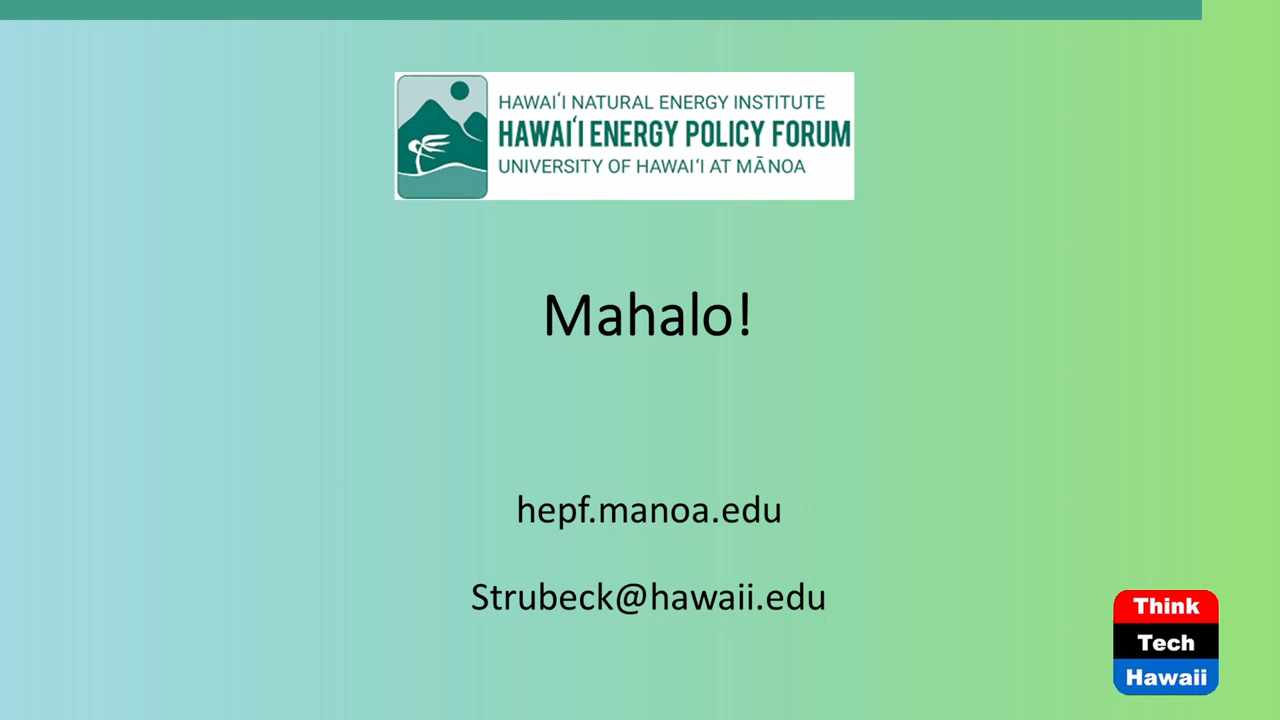 HAWAIʻI NATURAL ENERGY INSTITUTE
HAWAIʻI ENERGY POLICY FORUM
UNIVERSITY OF HAWAIʻI AT MĀNOA
Mahalo!
hepf.manoa.edu
Strubeck@hawaii.edu
Think
Tech
Hawaii